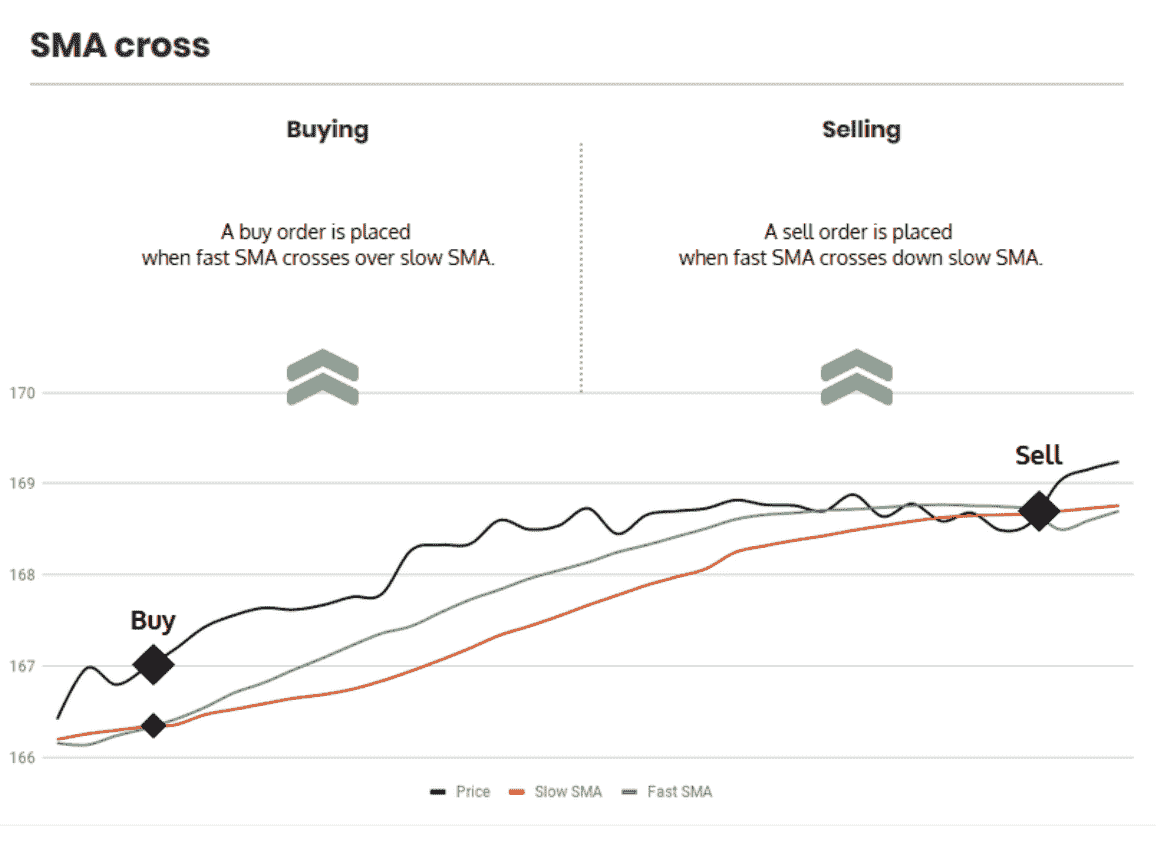 SMA cross
Buying
Selling
A buy order is placed
when fast SMA crosses over slow SMA.
A sell order is placed
when fast SMA crosses down slow SMA.
170
169
168
167
166
Buy
Sell
Price
Slow SMA
Fast SMA